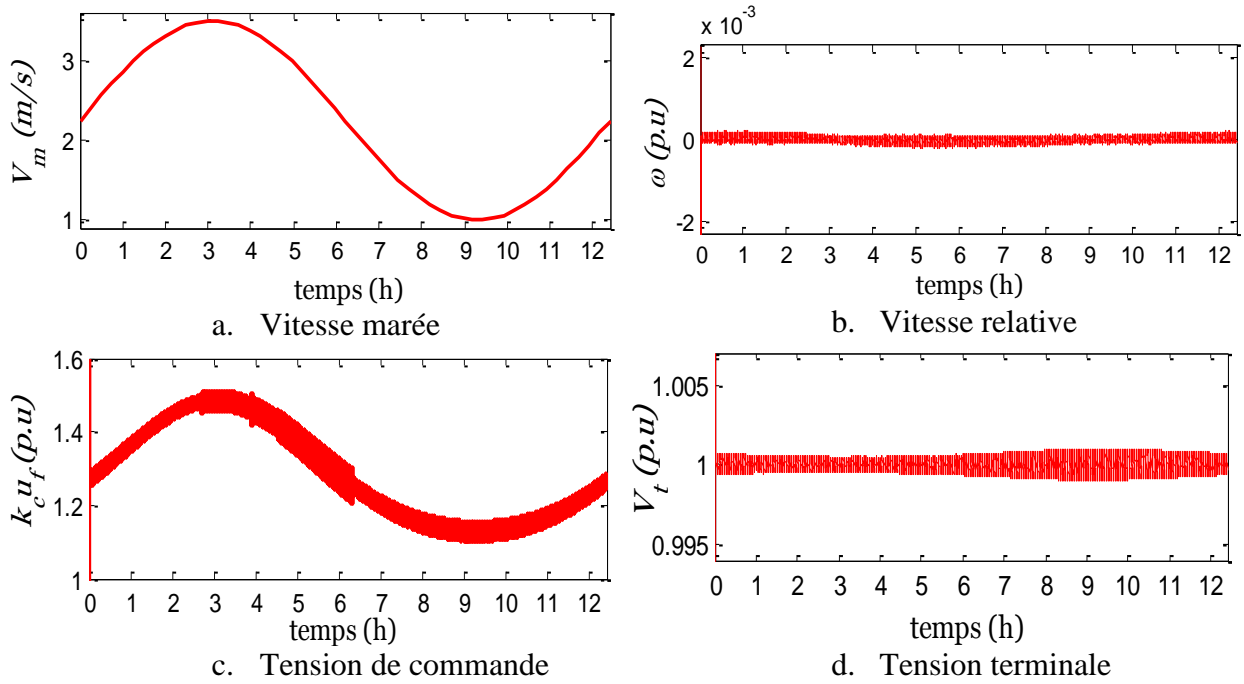 V_m (m/s)
3
2
1
0 1 2 3 4 5 6 7 8 9 10 11 12
temps (h)
a. Vitesse marée
x 10^-3
ω (p.u)
2
0
-2
0 1 2 3 4 5 6 7 8 9 10 11 12
temps (h)
b. Vitesse relative
k_c u_f (p.u)
1.6
1.4
1.2
1
0 1 2 3 4 5 6 7 8 9 10 11 12
temps (h)
c. Tension de commande
V_t (p.u)
1.005
1
0.995
0 1 2 3 4 5 6 7 8 9 10 11 12
temps (h)
d. Tension terminale